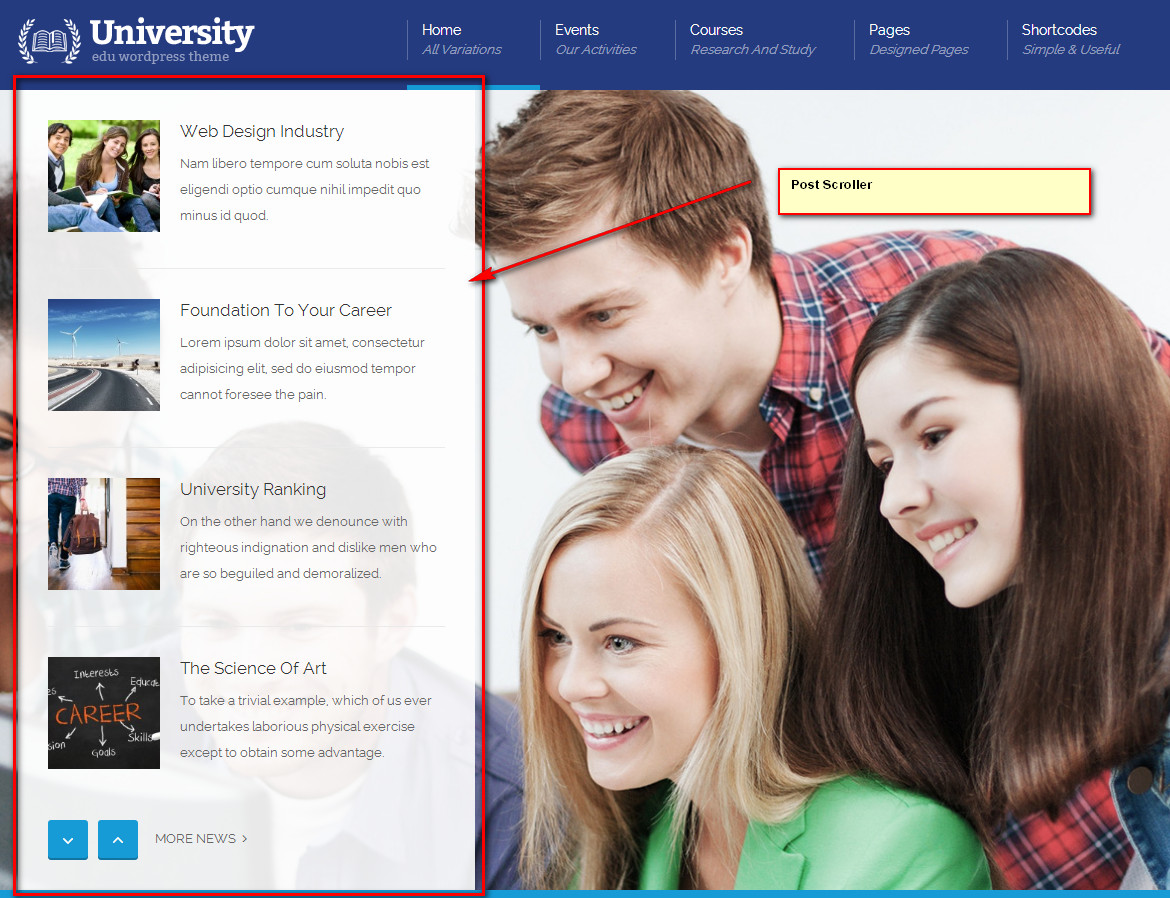 University
edu wordpress theme
Home
All Variations
Events
Our Activities
Courses
Research And Study
Pages
Designed Pages
Shortcodes
Simple & Useful
Post Scroller
Web Design Industry
Nam libero tempore cum soluta nobis est
eligendi optio cumque nihil impedit quo
minus id quod.
Foundation To Your Career
Lorem ipsum dolor sit amet, consectetur
adipisicing elit, sed do eiusmod tempor
cannot foresee the pain.
University Ranking
On the other hand we denounce with
righteous indignation and dislike men who
are so beguiled and demoralized.
The Science Of Art
To take a trivial example, which of us ever
undertakes laborious physical exercise
except to obtain some advantage.
Interests
Educat
es
CAREER
sion
Goals
Skills
MORE NEWS >